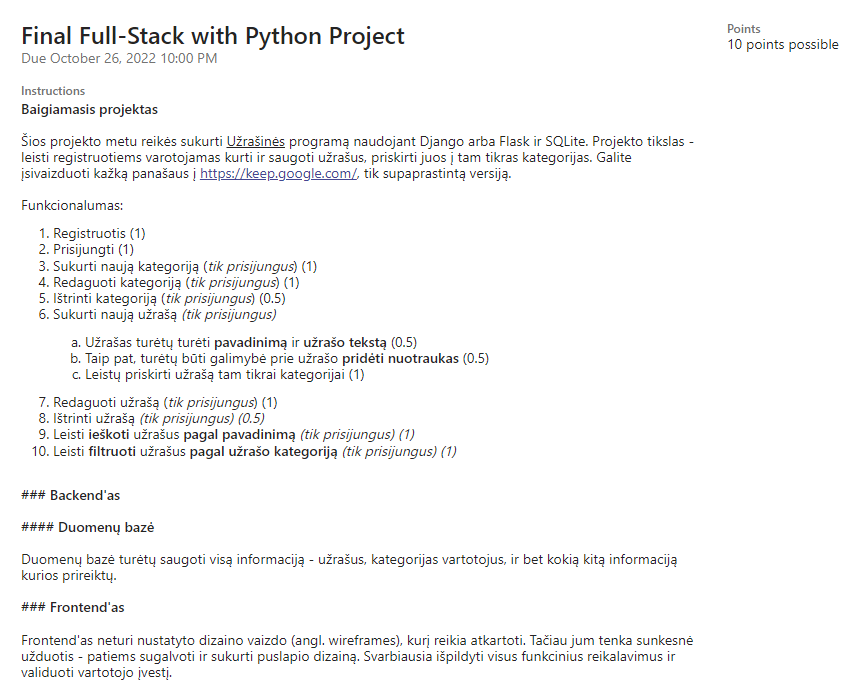 Final Full-Stack with Python Project
Due October 26, 2022 10:00 PM
Points
10 points possible
Instructions
Baigiamasis projektas
Šios projekto metu reikės sukurti Užrašinės programą naudojant Django arba Flask ir SQLite. Projekto tikslas -
leisti registruotiems varotojamas kurti ir saugoti užrašus, priskirti juos į tam tikras kategorijas. Galite
įsivaizduoti kažką panašaus į https://keep.google.com/, tik supaprastintą versiją.
Funkcionalumas:
1. Registruotis (1)
2. Prisijungti (1)
3. Sukurti naują kategoriją (tik prisijungus) (1)
4. Redaguoti kategoriją (tik prisijungus) (1)
5. Ištrinti kategoriją (tik prisijungus) (0.5)
6. Sukurti naują užrašą (tik prisijungus)
a. Užrašas turėtų turėti pavadinimą ir užrašo tekstą (0.5)
b. Taip pat, turėtų būti galimybė prie užrašo pridėti nuotraukas (0.5)
c. Leistų priskirti užrašą tam tikrai kategorijai (1)
7. Redaguoti užrašą (tik prisijungus) (1)
8. Ištrinti užrašą (tik prisijungus) (0.5)
9. Leisti ieškoti užrašus pagal pavadinimą (tik prisijungus) (1)
10. Leisti filtruoti užrašus pagal užrašo kategoriją (tik prisijungus) (1)
### Backend'as
#### Duomenų bazė
Duomenų bazė turėtų saugoti visą informaciją - užrašus, kategorijas vartotojus, ir bet kokią kitą informaciją
kurios prireiktų.
### Frontend'as
Frontend'as neturi nustatyto dizaino vaizdo (angl. wireframes), kurį reikia atkartoti. Tačiau jum tenka sunkesnė
užduotis - patiems sugalvoti ir sukurti puslapio dizainą. Svarbiausia išpildyti visus funkcinius reikalavimus ir
validuoti vartotojo įvestį.